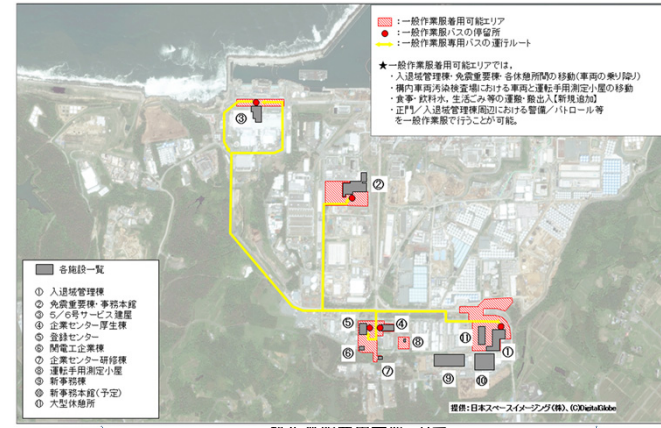 ：一般作業服着用可能エリア
：一般作業服バスの停留所
：一般作業服専用バスの運行ルート
★一般作業服着用可能エリアでは，
・入退域管理棟・免震重要棟・各休憩所間の移動（車両の乗り降り）
・構内車両汚染検査場における車両と運転手用測定小屋の移動
・食事・飲料水，生活ごみ等の運搬・搬出入【新規追加】
・正門／入退域管理棟周辺における警備／パトロール等
を一般作業服で行うことが可能。
③
②
⑤
④
⑥
⑧
⑦
⑪
①
⑨
⑩
各施設一覧
① 入退域管理棟
② 免震重要棟・事務本館
③ 5／6号サービス建屋
④ 企業センター厚生棟
⑤ 登録センター
⑥ 関電工企業棟
⑦ 企業センター研修棟
⑧ 運転手用測定小屋
⑨ 新事務棟
⑩ 新事務本館（予定）
⑪ 大型休憩所
提供：日本スペースイメージング（株）、(C)DigitalGlobe